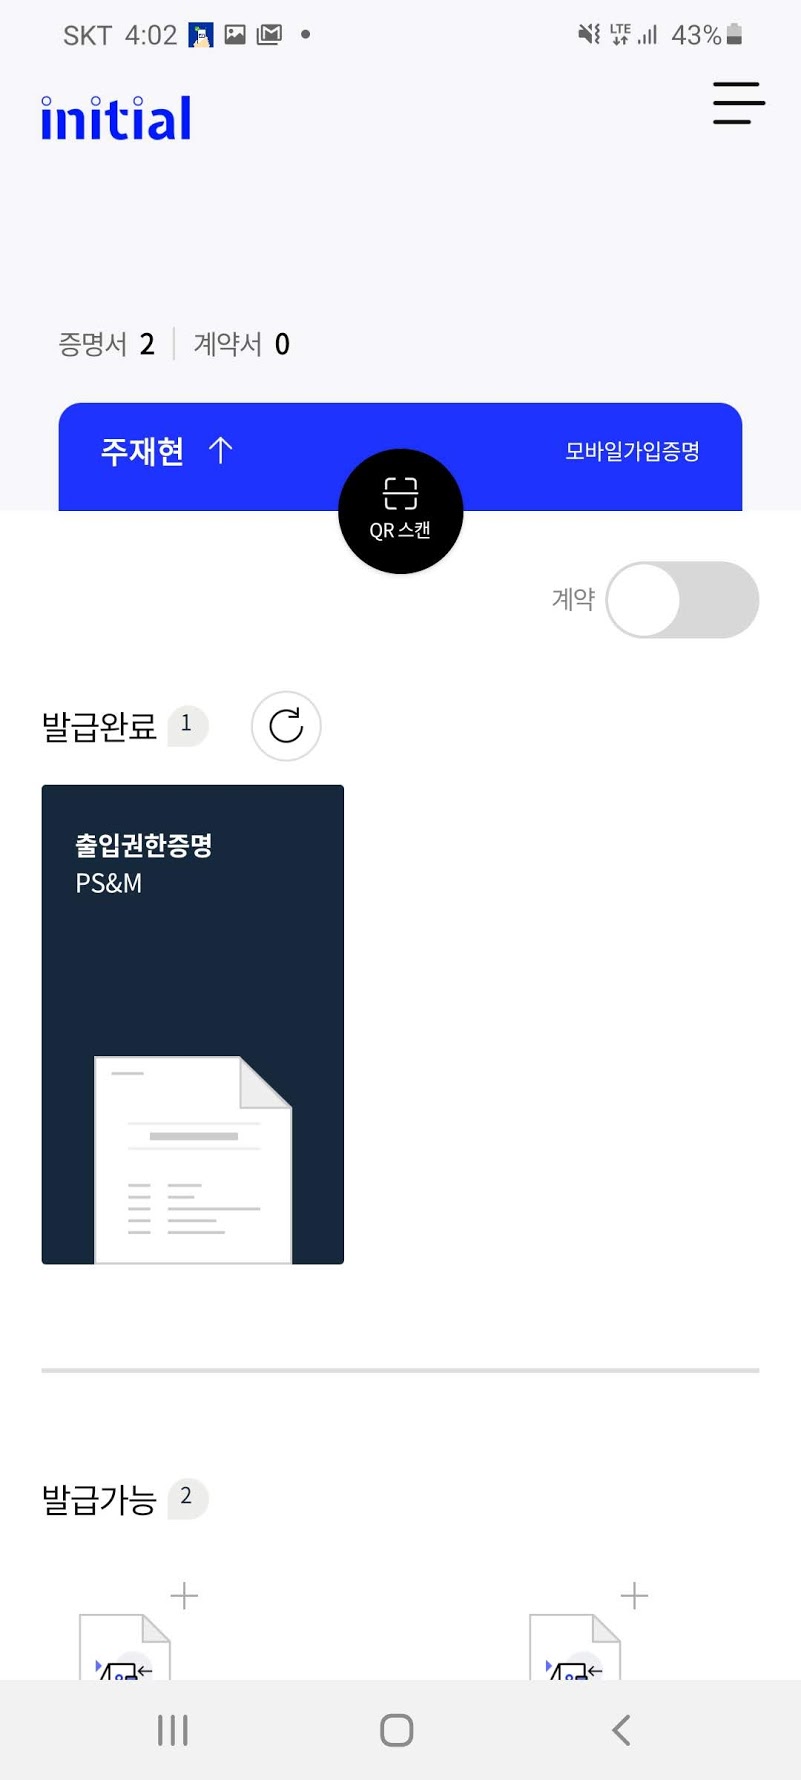 SKT 4:02
LTE 43%
initial
증명서 2 계약서 0
주재현 모바일가입증명
QR 스캔
계약
발급완료 1
출입권한증명
PS&M
발급가능 2